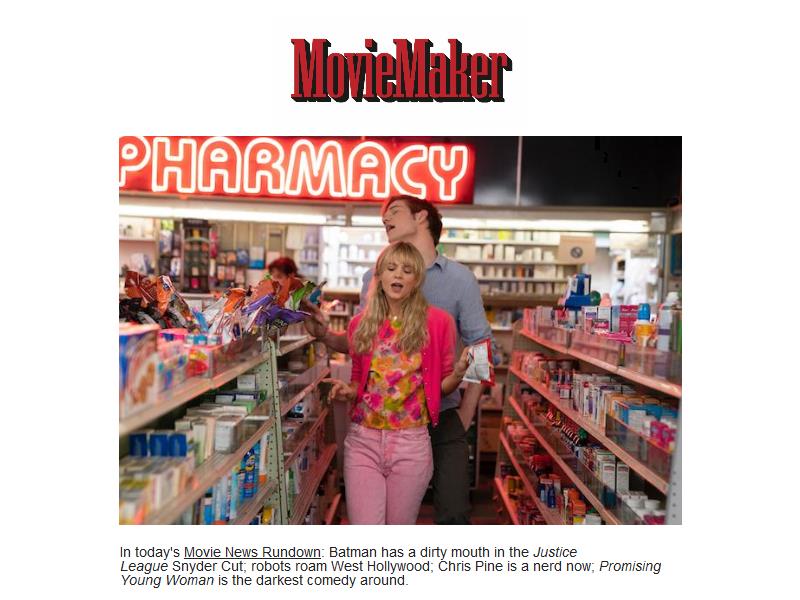 MovieMaker
PHARMACY
In today's Movie News Rundown: Batman has a dirty mouth in the Justice
League Snyder Cut; robots roam West Hollywood; Chris Pine is a nerd now; Promising
Young Woman is the darkest comedy around.